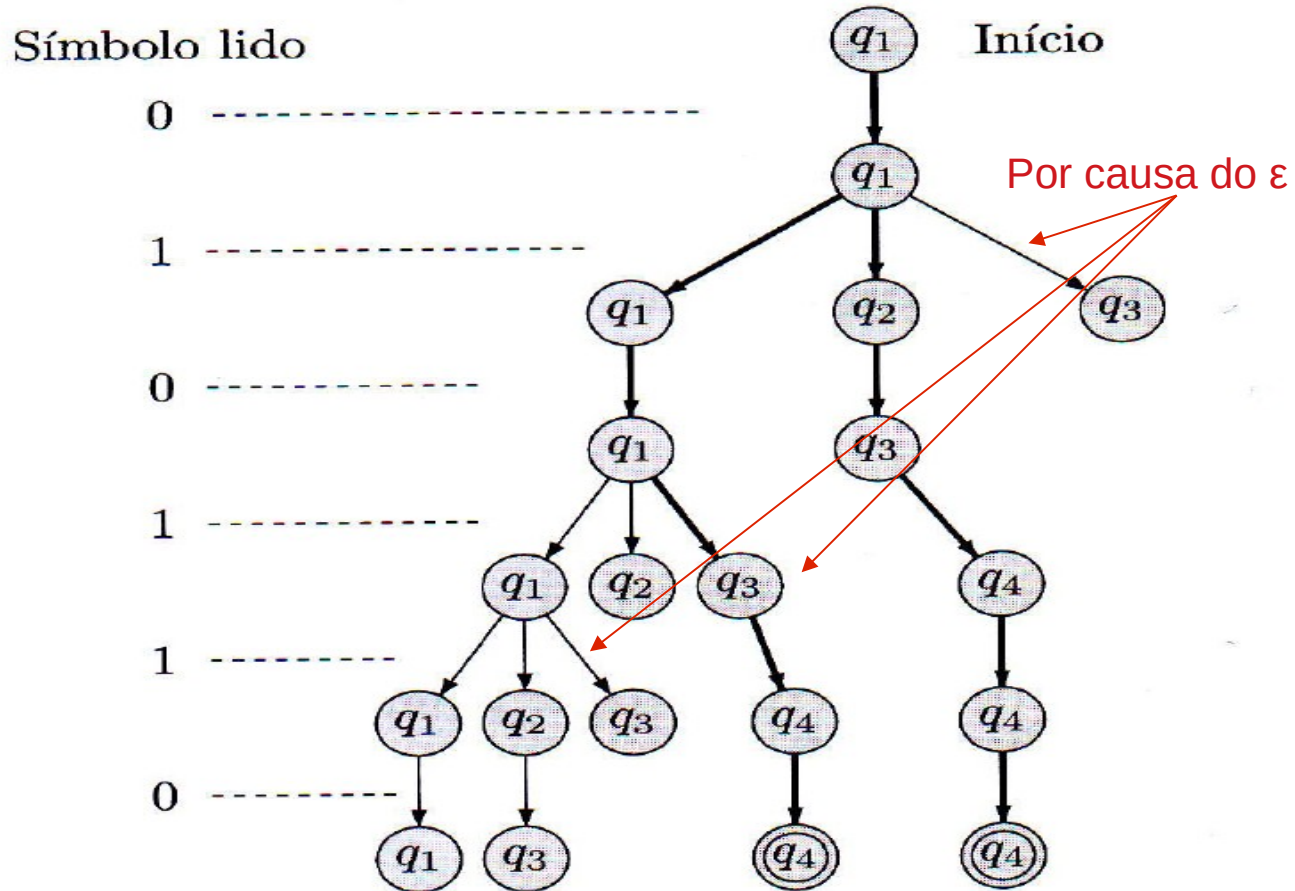 Símbolo lido
q1 Início
0
q1
Por causa do ε
1
q1 q2 q3
0
q1 q3
1
q1 q2 q3 q4
1
q1 q2 q3 q4 q4
0
q1 q3 q4 q4